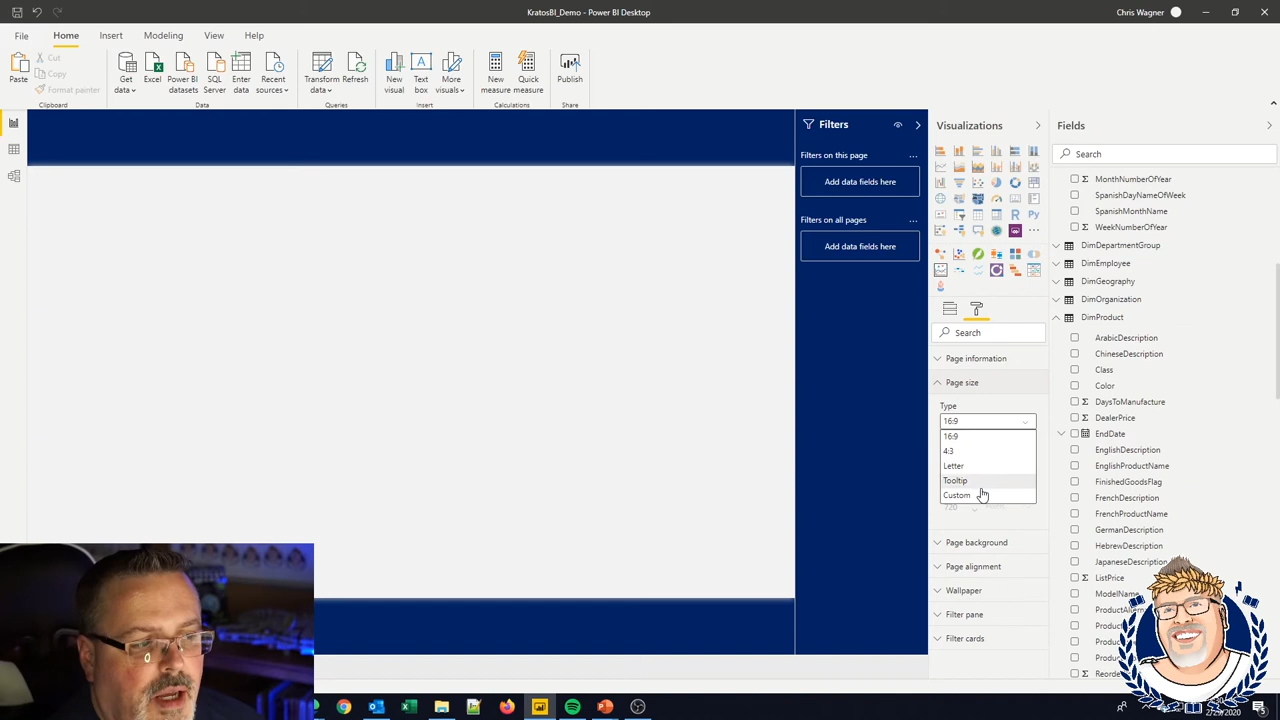 KratosBI_Demo - Power BI Desktop
Chris Wagner
File Home Insert Modeling View Help
Cut
Copy
Format painter
Paste
Clipboard
Get data
Excel
Power BI datasets
SQL Server
Enter data
Recent sources
Data
Transform data
Refresh
Queries
New visual
Text box
More visuals
Insert
New measure
Quick measure
Calculations
Publish
Share
Filters
Filters on this page ...
Add data fields here
Filters on all pages ...
Add data fields here
Visualizations
R Py
...
Search
Page information
Page size
Type
16:9
16:9
4:3
Letter
Tooltip
Custom
720
Page background
Page alignment
Wallpaper
Filter pane
Filter cards
Fields
Search
Σ MonthNumberOfYear
SpanishDayNameOfWeek
SpanishMonthName
Σ WeekNumberOfYear
DimDepartmentGroup
DimEmployee
DimGeography
DimOrganization
DimProduct
ArabicDescription
ChineseDescription
Class
Color
Σ DaysToManufacture
Σ DealerPrice
EndDate
EnglishDescription
EnglishProductName
FinishedGoodsFlag
FrenchDescription
FrenchProductName
GermanDescription
HebrewDescription
JapaneseDescription
Σ ListPrice
ModelName